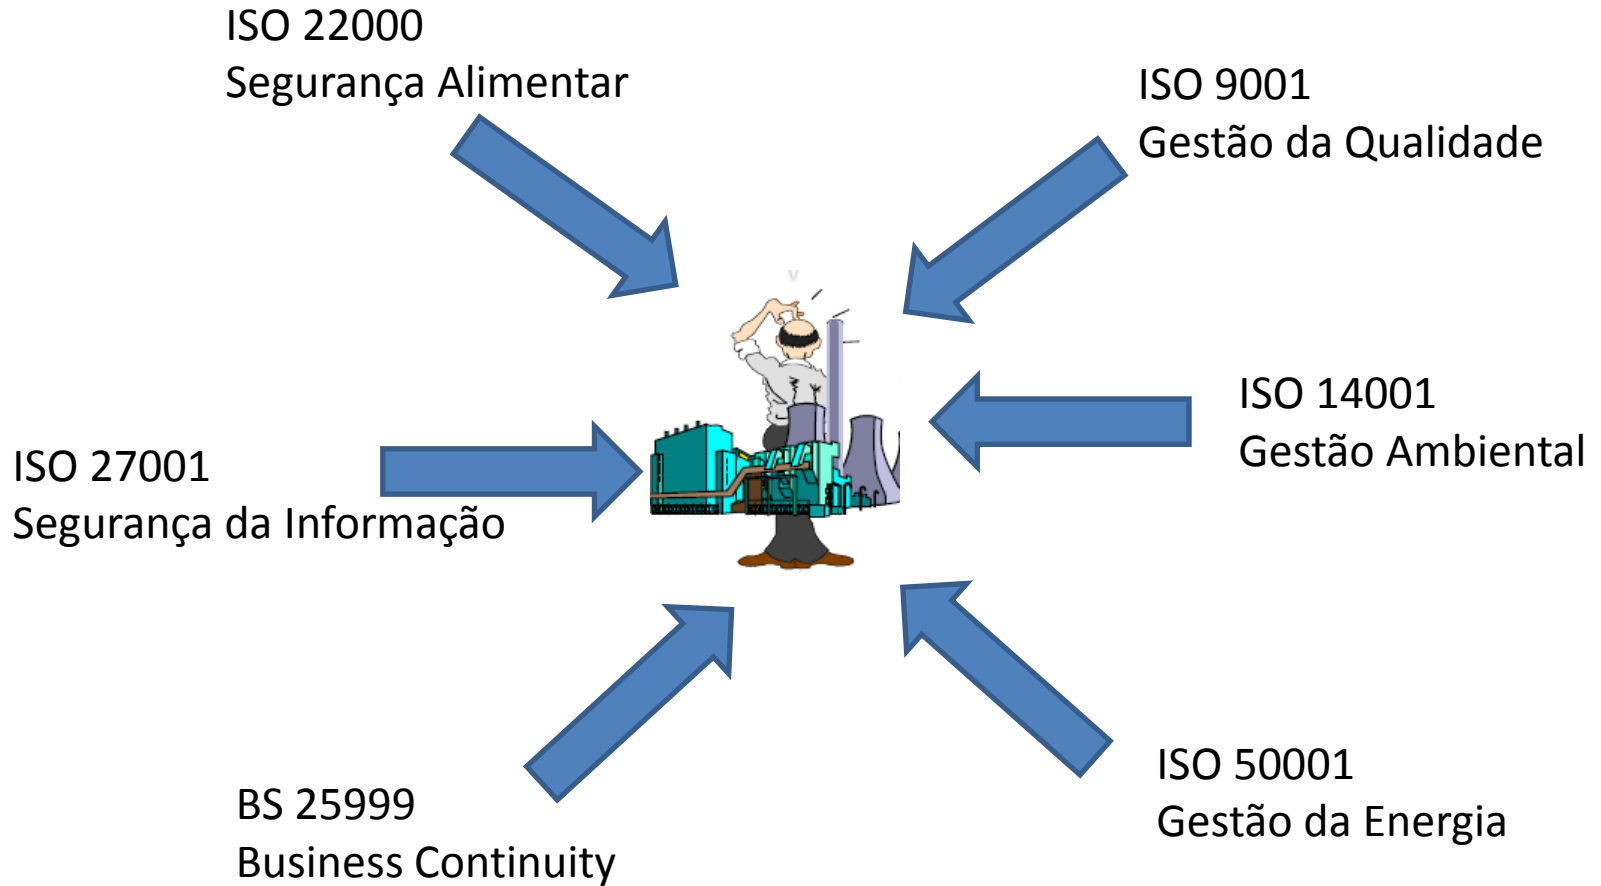 ISO 22000
Segurança Alimentar
ISO 9001
Gestão da Qualidade
ISO 14001
Gestão Ambiental
ISO 27001
Segurança da Informação
ISO 50001
Gestão da Energia
BS 25999
Business Continuity